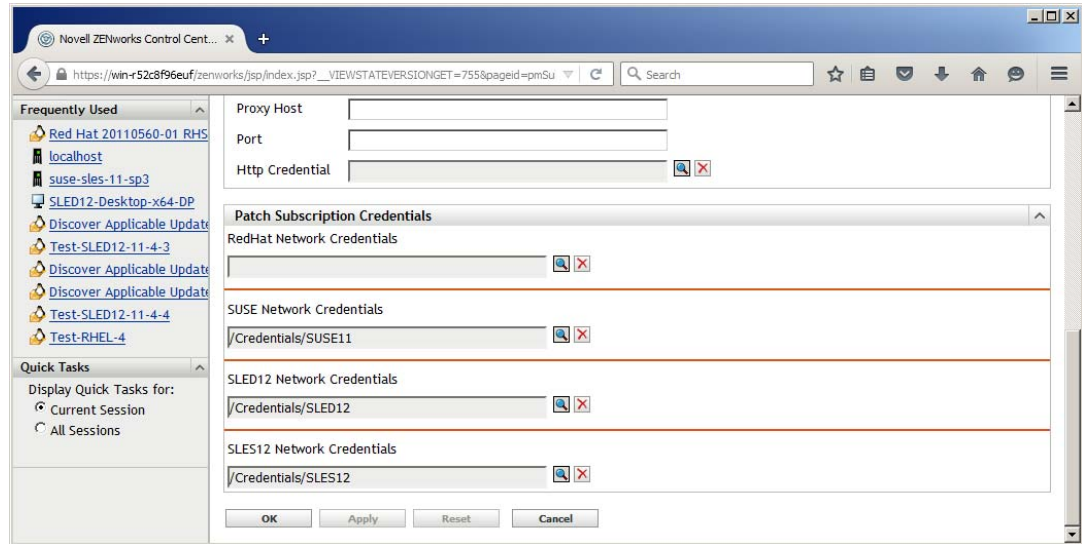 Novell ZENworks Control Cent...
https://win-r52c8f96euf/zenworks/jsp/index.jsp?__VIEWSTATEVERSIONGET=755&pageid=pmSu
Search
Frequently Used
Red Hat 20110560-01 RHS
localhost
suse-sles-11-sp3
SLED12-Desktop-x64-DP
Discover Applicable Update
Test-SLED12-11-4-3
Discover Applicable Update
Discover Applicable Update
Test-SLED12-11-4-4
Test-RHEL-4
Quick Tasks
Display Quick Tasks for:
Current Session
All Sessions
Proxy Host
Port
Http Credential
Patch Subscription Credentials
RedHat Network Credentials
SUSE Network Credentials
/Credentials/SUSE11
SLED12 Network Credentials
/Credentials/SLED12
SLES12 Network Credentials
/Credentials/SLES12
OK Apply Reset Cancel